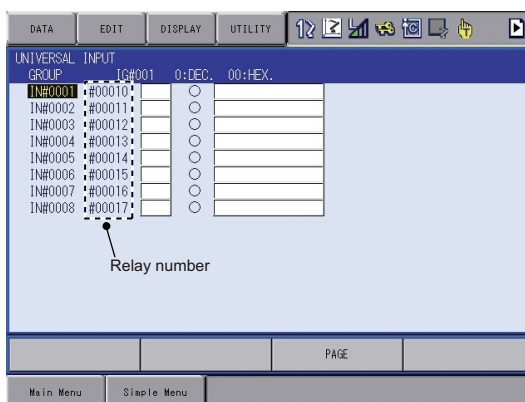 DATA EDIT DISPLAY UTILITY
UNIVERSAL INPUT
GROUP IG#001 0:DEC. 00:HEX.
IN#0001 #00010
IN#0002 #00011
IN#0003 #00012
IN#0004 #00013
IN#0005 #00014
IN#0006 #00015
IN#0007 #00016
IN#0008 #00017
Relay number
PAGE
Main Menu Simple Menu